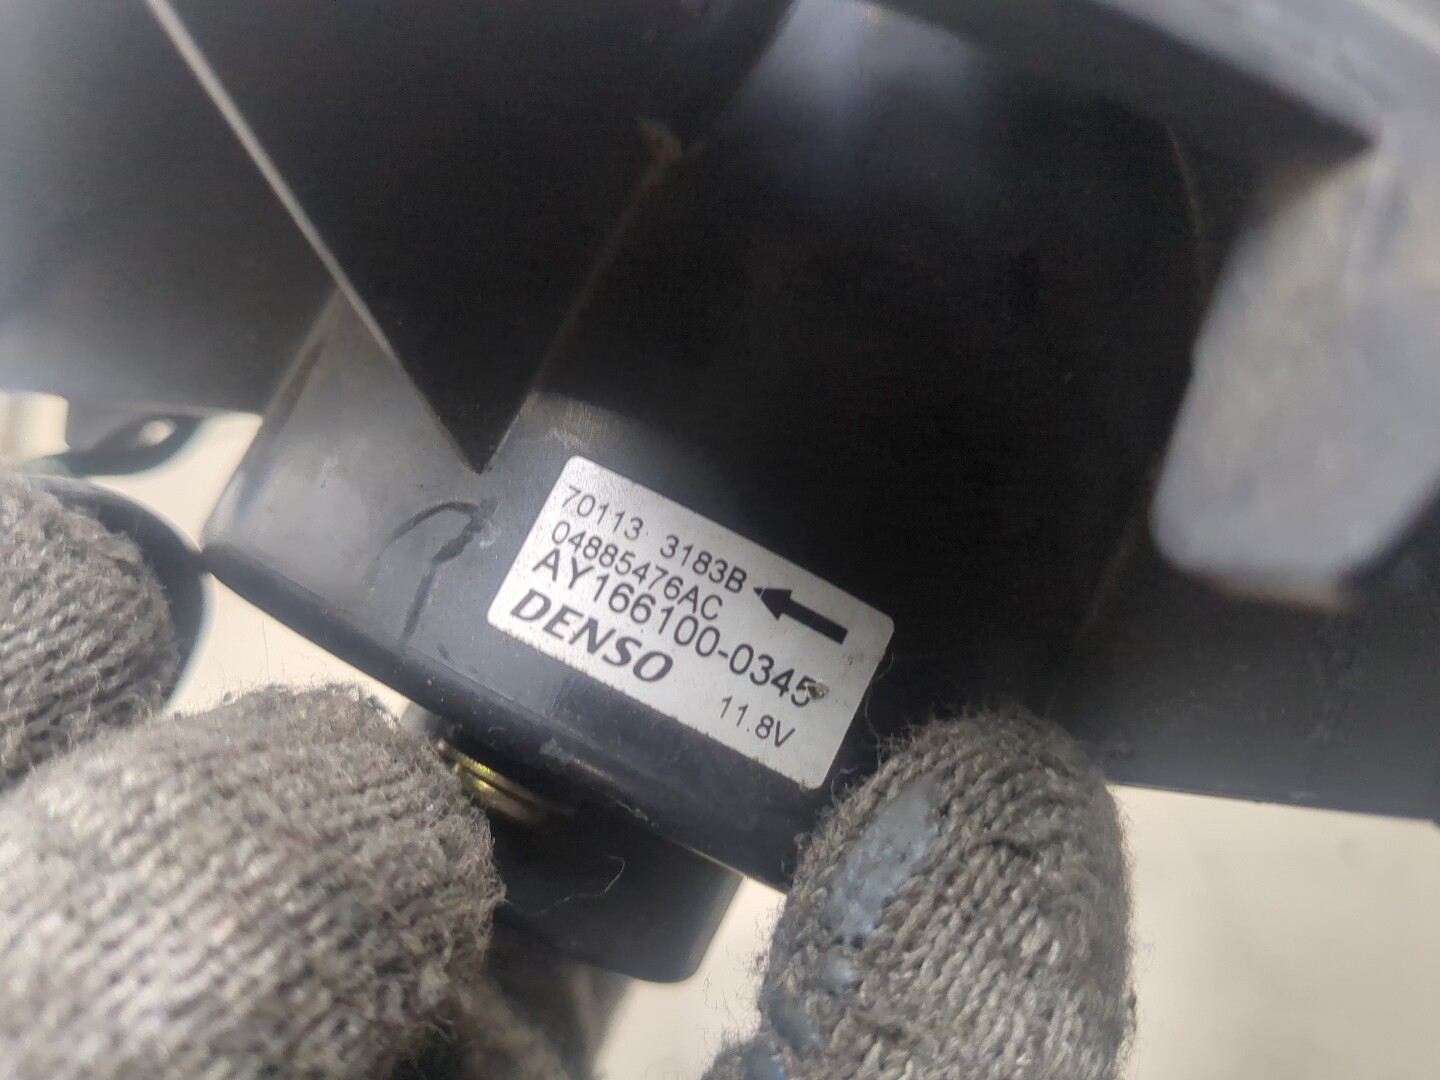 70113 3183B
04885476AC
AY166100-0345
DENSO
11.8V